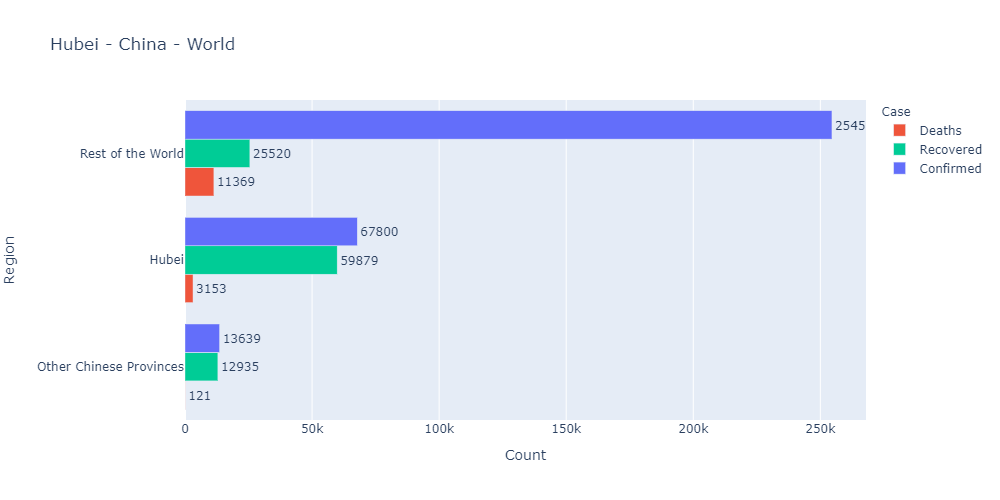 Hubei - China - World
Case
Deaths
Recovered
Confirmed
Region
Rest of the World
2545
25520
11369
Hubei
67800
59879
3153
Other Chinese Provinces
13639
12935
121
0 50k 100k 150k 200k 250k
Count